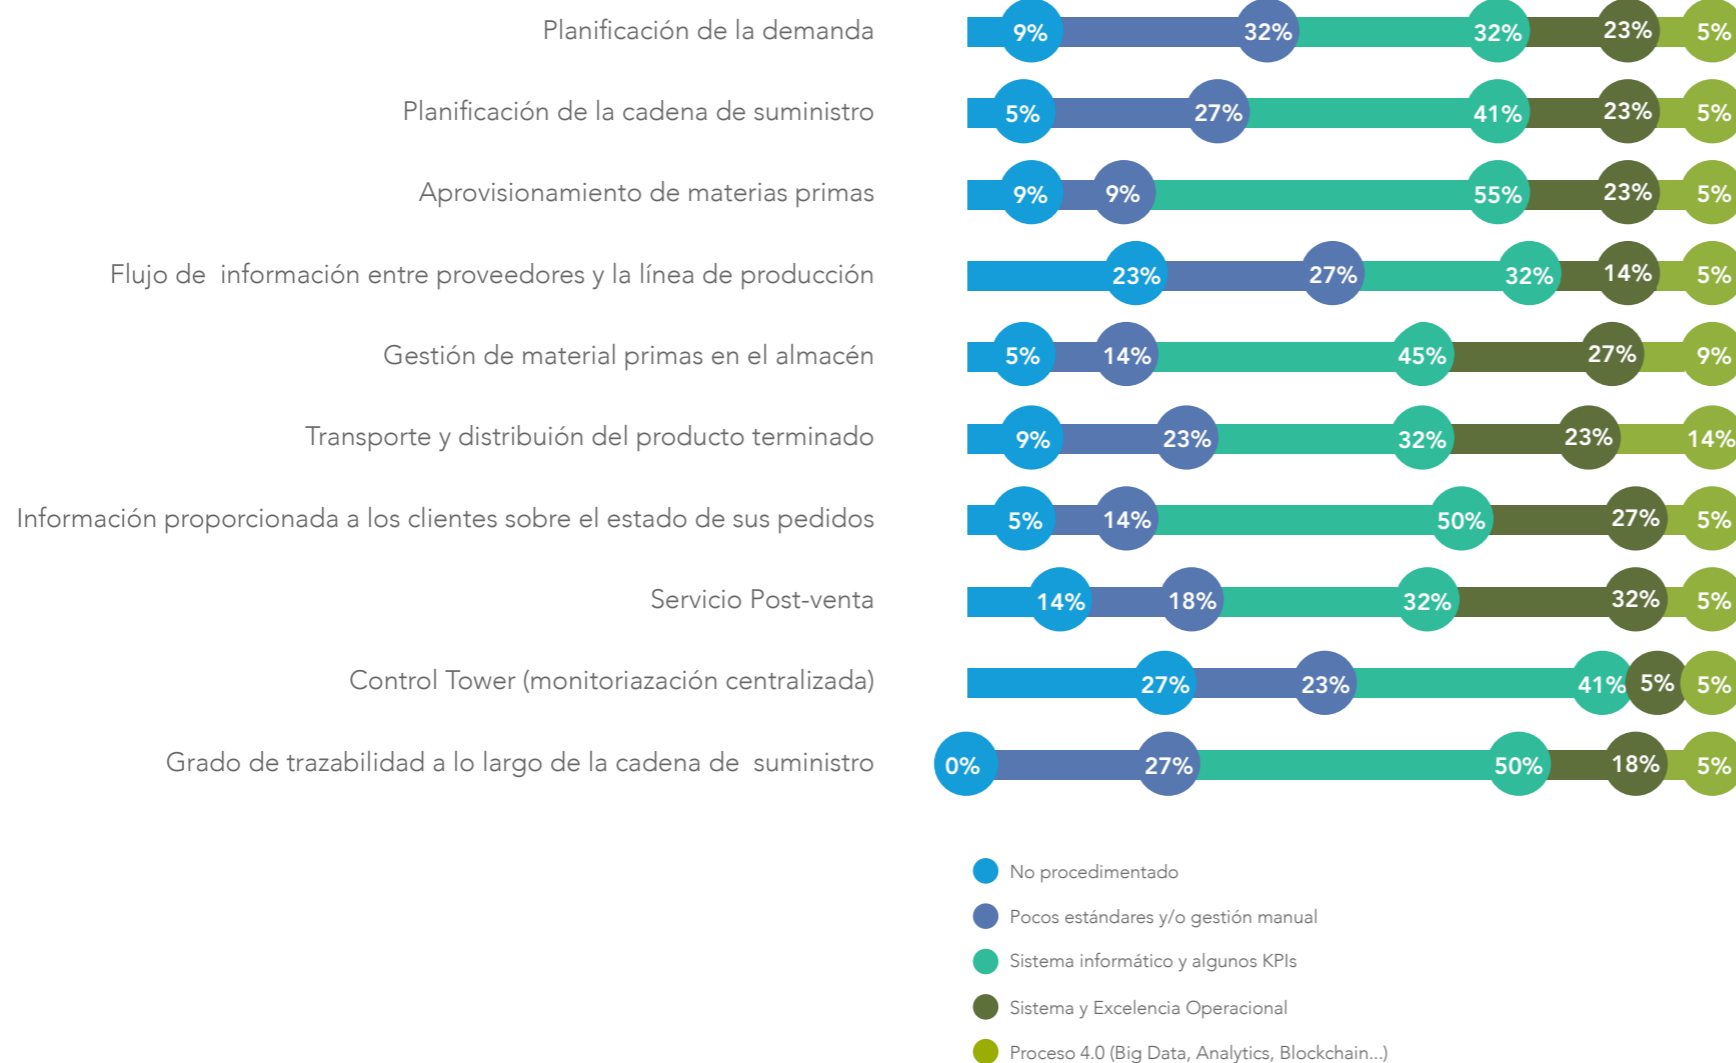 Planificación de la demanda 9% 32% 32% 23% 5%
Planificación de la cadena de suministro 5% 27% 41% 23% 5%
Aprovisionamiento de materias primas 9% 9% 55% 23% 5%
Flujo de  información entre proveedores y la línea de producción 23% 27% 32% 14% 5%
Gestión de material primas en el almacén 5% 14% 45% 27% 9%
Transporte y distribuión del producto terminado 9% 23% 32% 23% 14%
Información proporcionada a los clientes sobre el estado de sus pedidos 5% 14% 50% 27% 5%
Servicio Post-venta 14% 18% 32% 32% 5%
Control Tower (monitoriazación centralizada) 27% 23% 41% 5% 5%
Grado de trazabilidad a lo largo de la cadena de  suministro 0% 27% 50% 18% 5%
No procedimentado
Pocos estándares y/o gestión manual
Sistema informático y algunos KPIs
Sistema y Excelencia Operacional
Proceso 4.0 (Big Data, Analytics, Blockchain...)